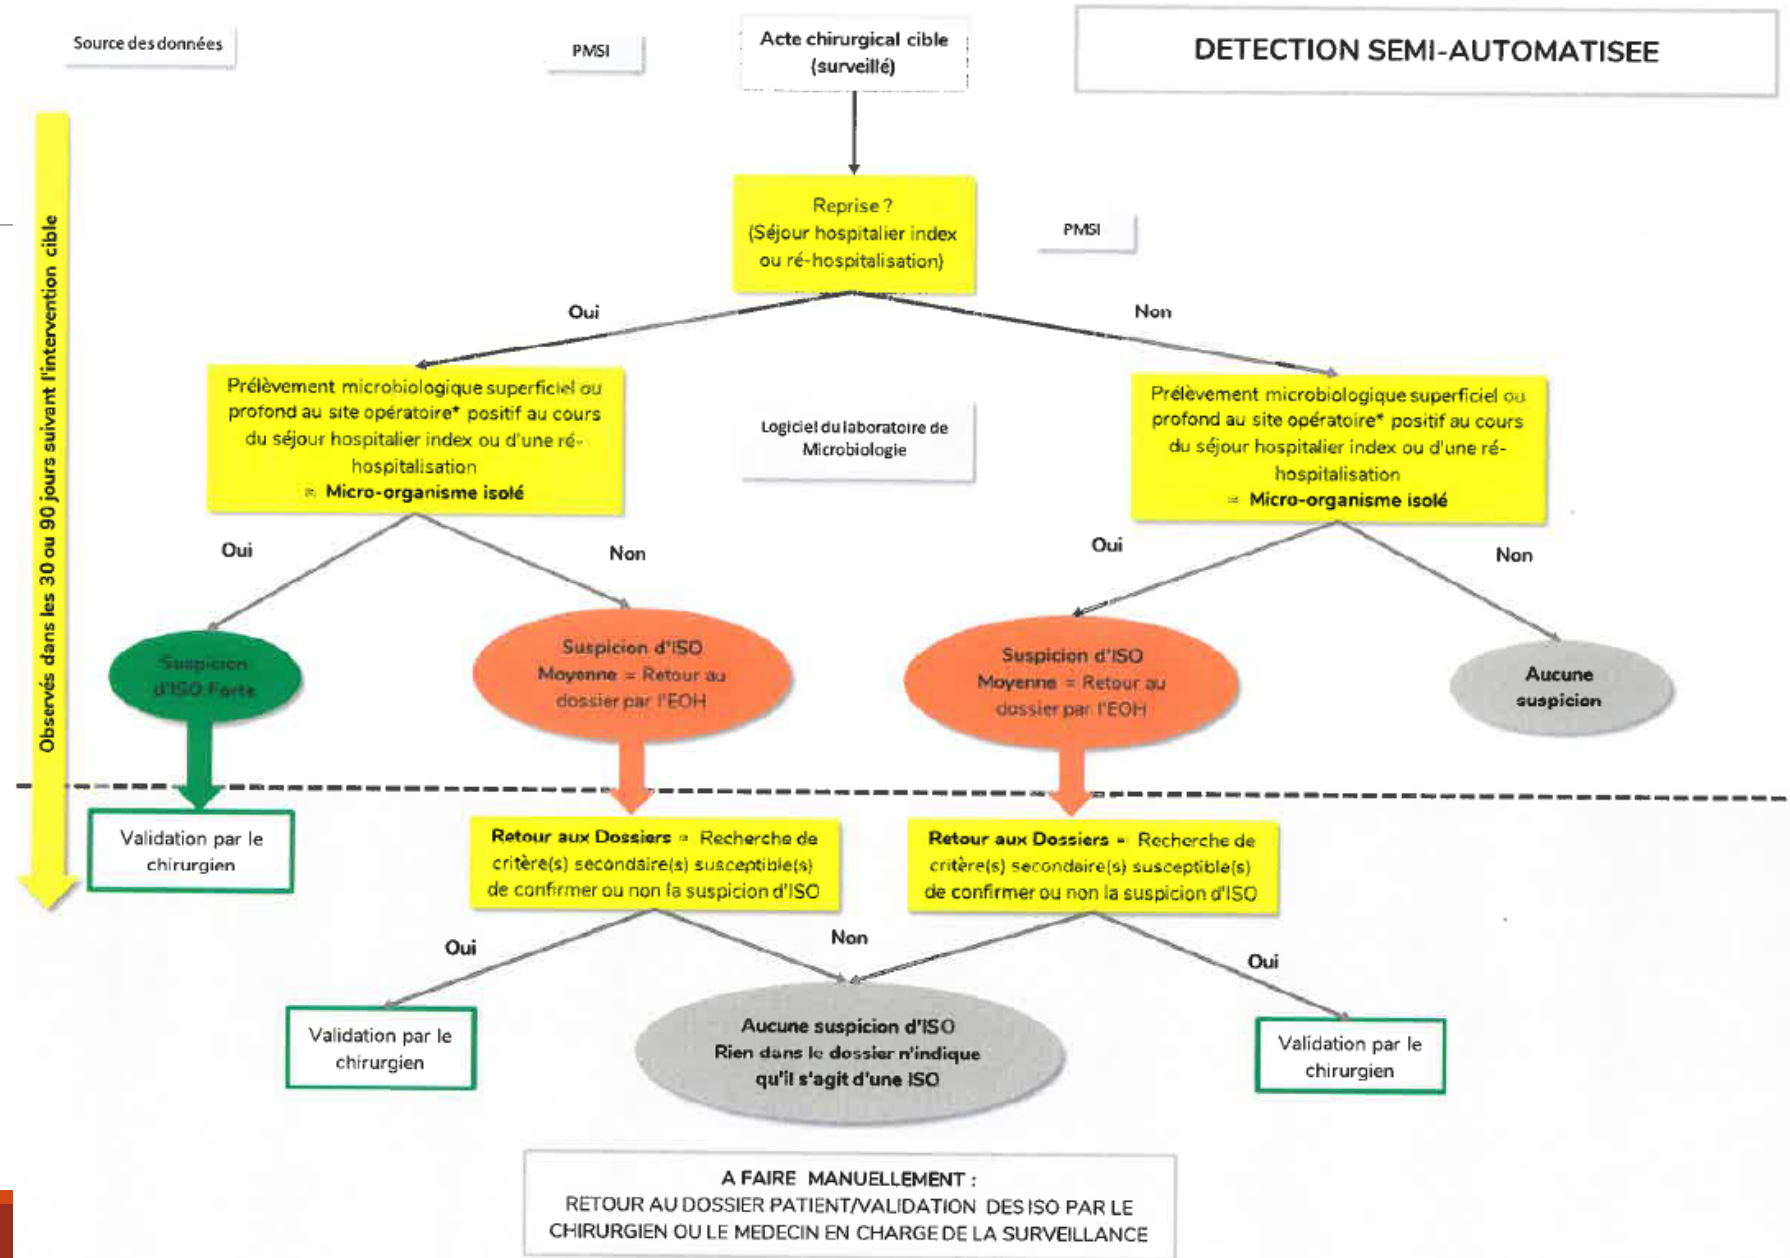 Source des données
PMSI
Acte chirurgical cible
(surveillé)
DETECTION SEMI-AUTOMATISEE
Observés dans les 30 ou 90 jours suivant l'intervention cible
Reprise ?
(Séjour hospitalier index
ou ré-hospitalisation)
PMSI
Oui
Non
Prélèvement microbiologique superficiel ou
profond au site opératoire* positif au cours
du séjour hospitalier index ou d'une ré-
hospitalisation
= Micro-organisme isolé
Logiciel du laboratoire de
Microbiologie
Prélèvement microbiologique superficiel ou
profond au site opératoire* positif au cours
du séjour hospitalier index ou d'une ré-
hospitalisation
= Micro-organisme isolé
Oui
Non
Oui
Non
Suspicion
d'ISO Forte
Suspicion d'ISO
Moyenne = Retour au
dossier par l'EOH
Suspicion d'ISO
Moyenne = Retour au
dossier par l'EOH
Aucune
suspicion
Validation par le
chirurgien
Retour aux Dossiers = Recherche de
critère(s) secondaire(s) susceptible(s)
de confirmer ou non la suspicion d'ISO
Retour aux Dossiers = Recherche de
critère(s) secondaire(s) susceptible(s)
de confirmer ou non la suspicion d'ISO
Oui
Non
Oui
Validation par le
chirurgien
Aucune suspicion d'ISO
Rien dans le dossier n'indique
qu'il s'agit d'une ISO
Validation par le
chirurgien
A FAIRE MANUELLEMENT :
RETOUR AU DOSSIER PATIENT/VALIDATION DES ISO PAR LE
CHIRURGIEN OU LE MEDECIN EN CHARGE DE LA SURVEILLANCE